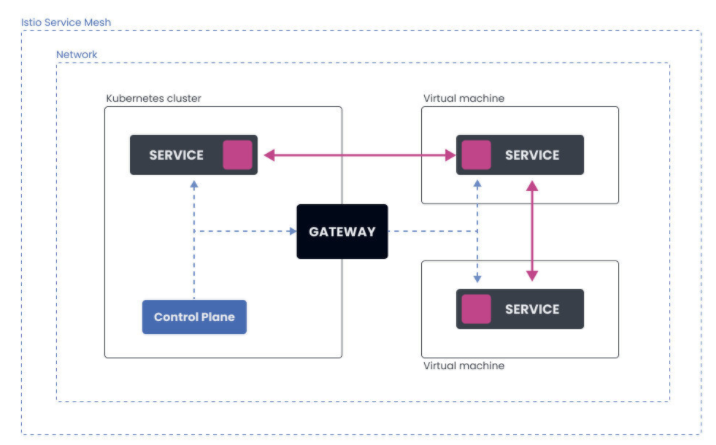 Istio Service Mesh
Network
Kubernetes cluster
Virtual machine
SERVICE
SERVICE
GATEWAY
Control Plane
SERVICE
Virtual machine